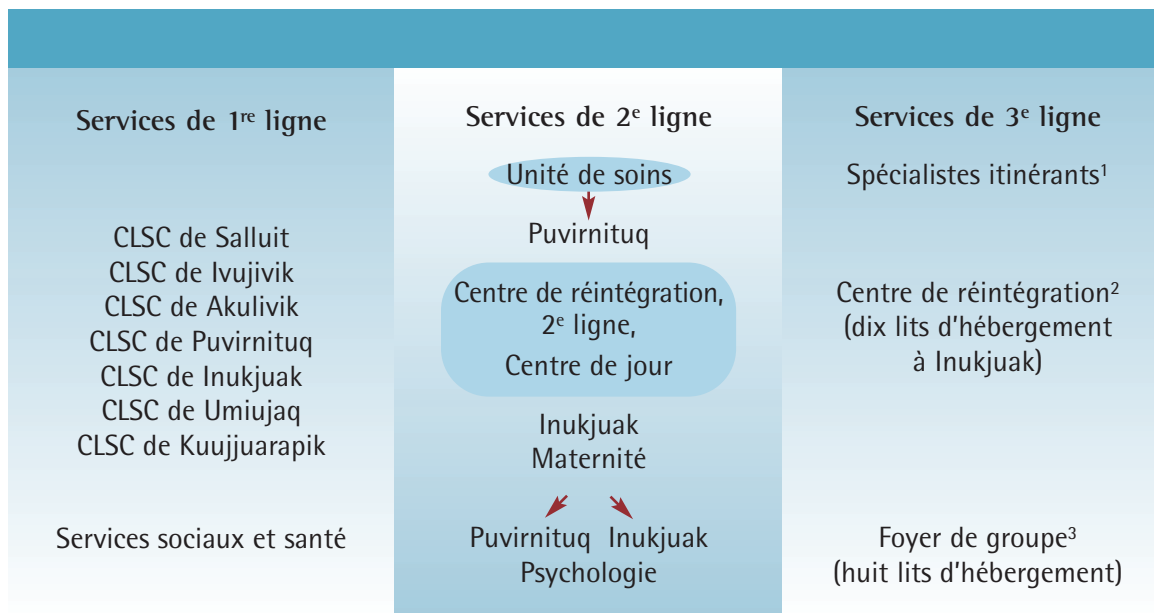 Services de 1re ligne
CLSC de Salluit
CLSC de Ivujivik
CLSC de Akulivik
CLSC de Puvirnituq
CLSC de Inukjuak
CLSC de Umiujaq
CLSC de Kuujjuarapik
Services sociaux et santé
Services de 2e ligne
Unité de soins
Puvirnituq
Centre de réintégration,
2e ligne,
Centre de jour
Inukjuak
Maternité
Puvirnituq Inukjuak
Psychologie
Services de 3e ligne
Spécialistes itinérants1
Centre de réintégration2
(dix lits d'hébergement
à Inukjuak)
Foyer de groupe3
(huit lits d'hébergement)